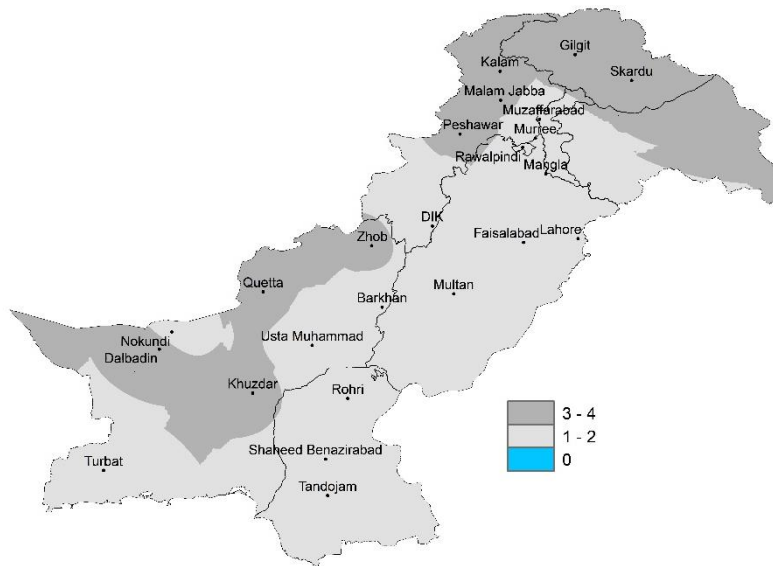 Gilgit
Kalam
Skardu
Malam Jabba
Muzaffarabad
Peshawar
Murree
Rawalpindi
Mangla
DIK
Zhob
Faisalabad
Lahore
Quetta
Multan
Barkhan
Nokundi
Usta Muhammad
Dalbadin
Khuzdar
Rohri
3 - 4
1 - 2
0
Shaheed Benazirabad
Turbat
Tandojam